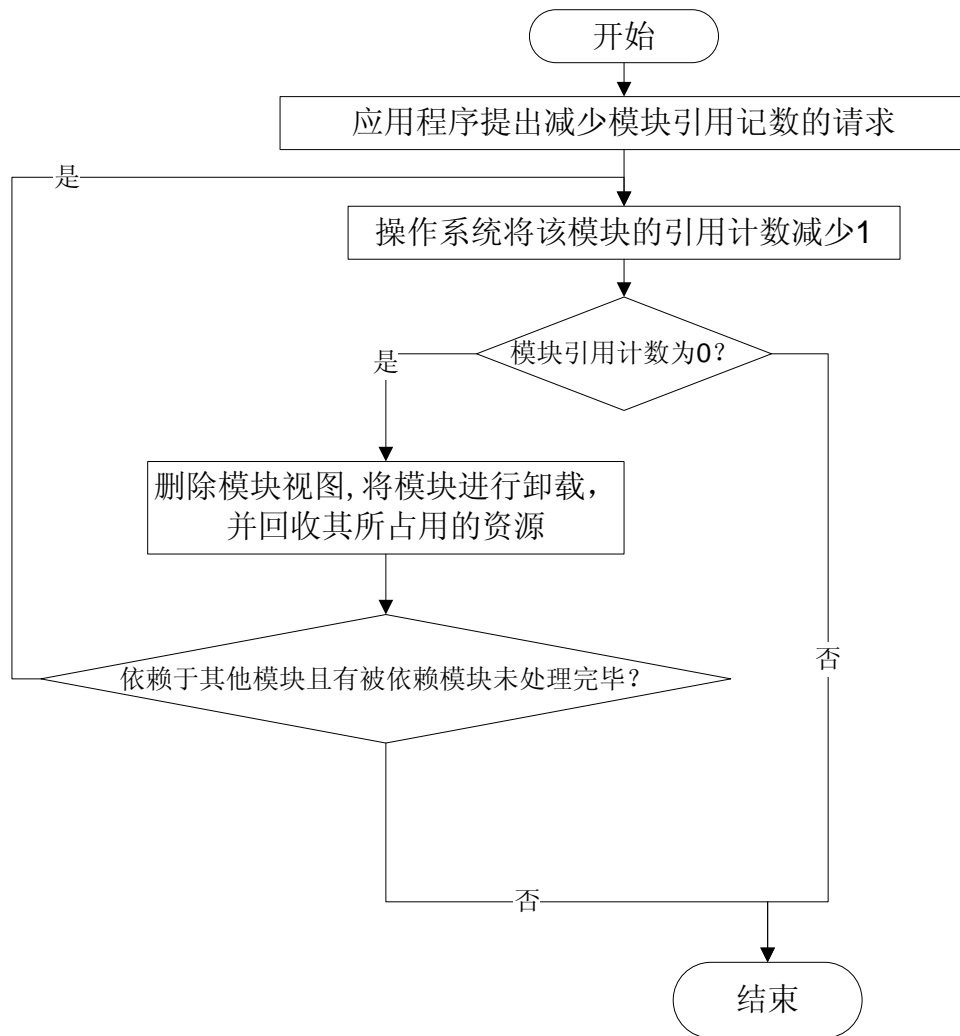 开始
应用程序提出减少模块引用记数的请求
是
操作系统将该模块的引用计数减少1
模块引用计数为0？
是
删除模块视图,将模块进行卸载，
并回收其所占用的资源
否
依赖于其他模块且有被依赖模块未处理完毕？
否
结束